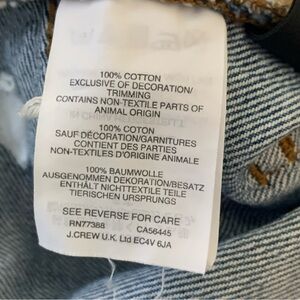 100% COTTON
EXCLUSIVE OF DECORATION/
TRIMMING
CONTAINS NON-TEXTILE PARTS OF
ANIMAL ORIGIN
100% COTON
SAUF DÉCORATION/GARNITURES
CONTIENT DES PARTIES
NON-TEXTILES D'ORIGINE ANIMALE
100% BAUMWOLLE
AUSGENOMMEN DEKORATION/BESATZ
ENTHÄLT NICHTTEXTILE TEILE
TIERISCHEN URSPRUNGS
SEE REVERSE FOR CARE
RN77388 CA56445
J.CREW U.K. Ltd EC4V 6JA